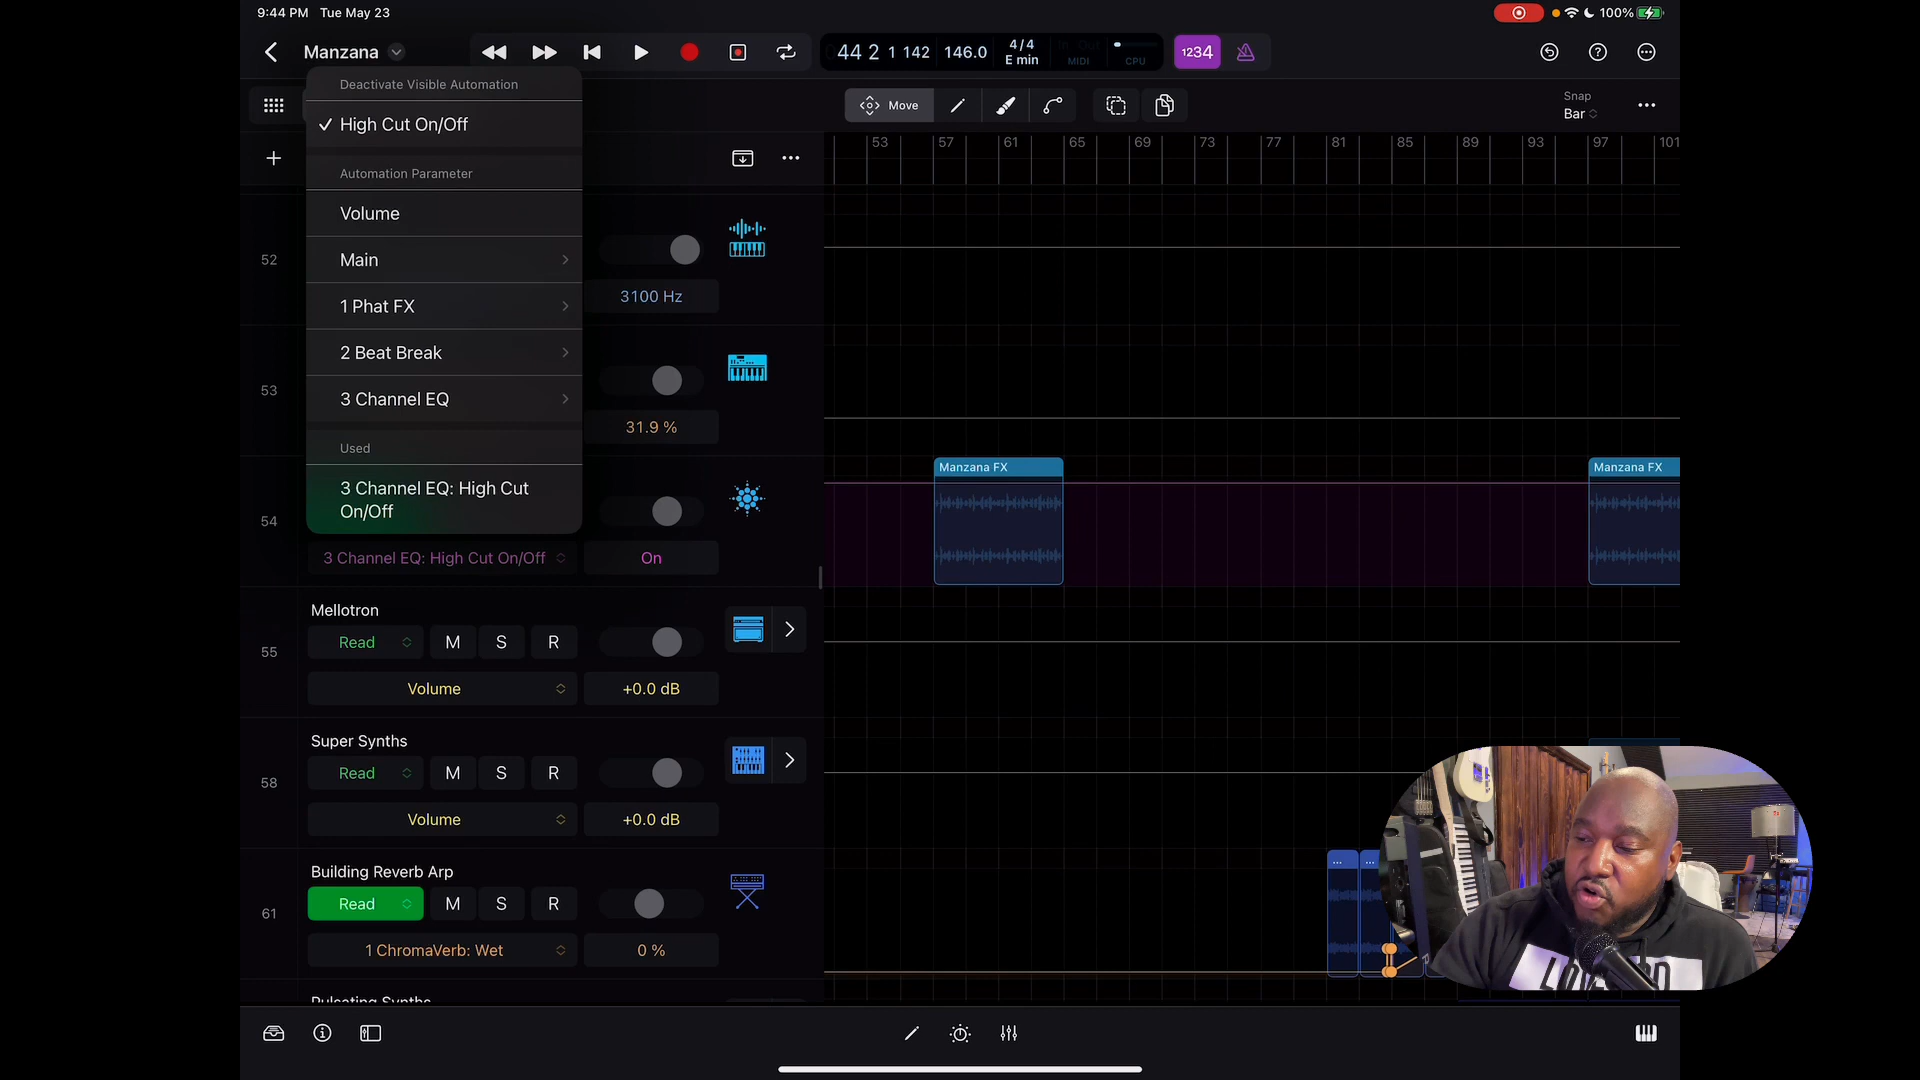 9:44 PM Tue May 23
100%
Manzana
44 2 1 142
146.0
4/4
E min
In Out
MIDI
CPU
1234
Deactivate Visible Automation
High Cut On/Off
Automation Parameter
Volume
Main
1 Phat FX
2 Beat Break
3 Channel EQ
Used
3 Channel EQ: High Cut
On/Off
Move
Snap
Bar
53 57 61 65 69 73 77 81 85 89 93 97 101
52
3100 Hz
53
31.9 %
54
3 Channel EQ: High Cut On/Off
On
Manzana FX
Manzana FX
Mellotron
55
Read M S R
Volume
+0.0 dB
Super Synths
58
Read M S R
Volume
+0.0 dB
Building Reverb Arp
61
Read M S R
1 ChromaVerb: Wet
0 %
Pulsating Synths
... ...